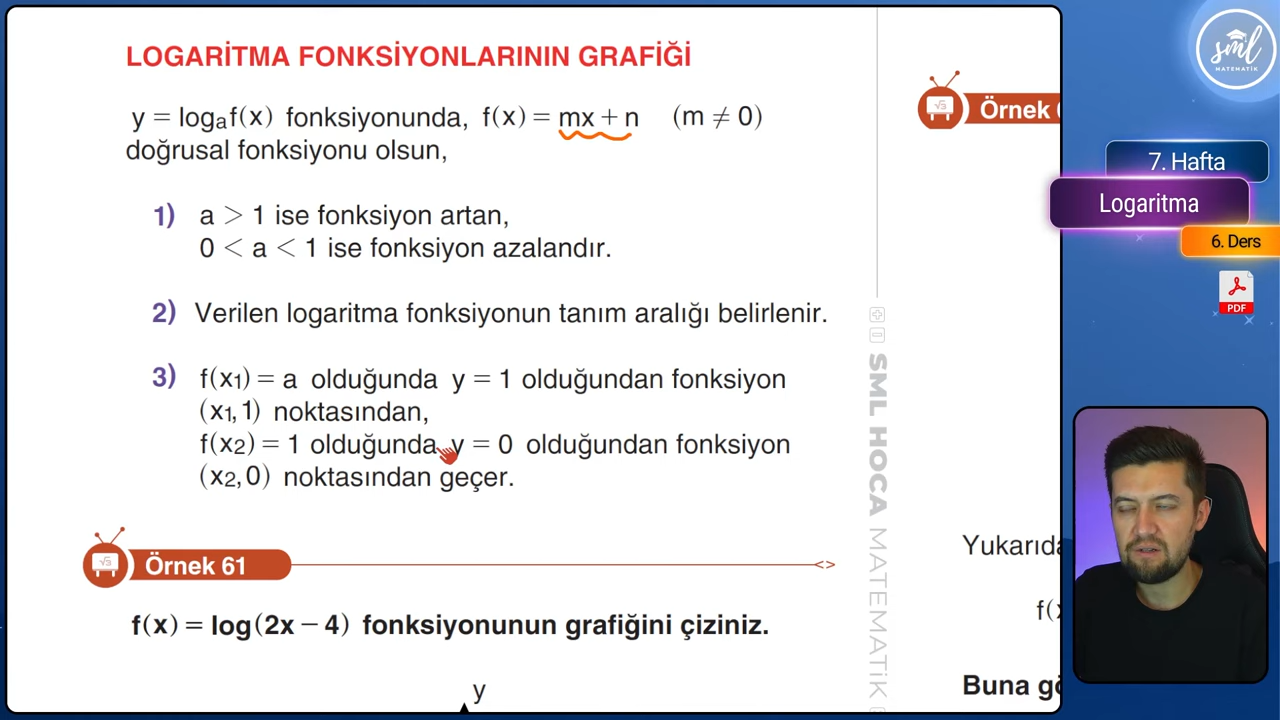 LOGARİTMA FONKSİYONLARININ GRAFİĞİ
y = logₐf(x) fonksiyonunda, f(x) = mx + n (m ≠ 0)
doğrusal fonksiyonu olsun,
1) a > 1 ise fonksiyon artan,
0 < a < 1 ise fonksiyon azalandır.
2) Verilen logaritma fonksiyonun tanım aralığı belirlenir.
3) f(x₁) = a olduğunda y = 1 olduğundan fonksiyon
(x₁, 1) noktasından,
f(x₂) = 1 olduğunda y = 0 olduğundan fonksiyon
(x₂, 0) noktasından geçer.
√3
Örnek 61
<>
f(x) = log(2x − 4) fonksiyonunun grafiğini çiziniz.
y
SML HOCA MATEMATİK
√3
Örnek
Yukarıda
Buna
sml
MATEMATİK
7. Hafta
Logaritma
6. Ders
PDF